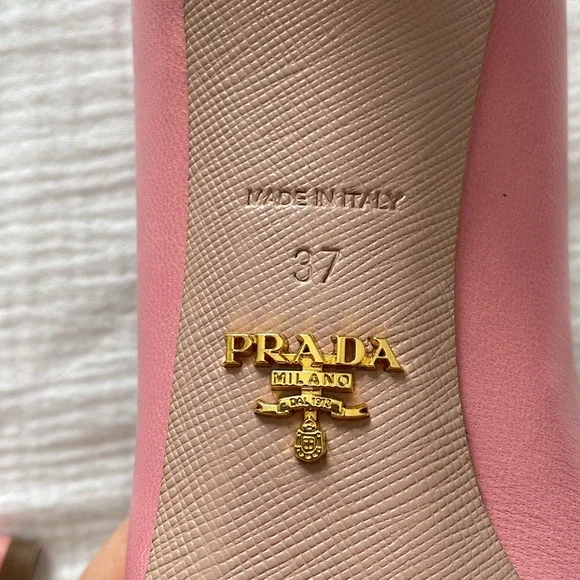 MADE IN ITALY
37
PRADA
MILANO
DAL 1913